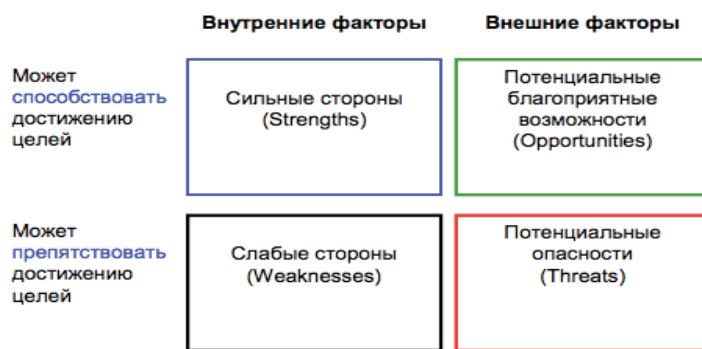 Внутренние факторы
Внешние факторы
Может
способствовать
достижению
целей
Сильные стороны
(Strengths)
Потенциальные
благоприятные
возможности
(Opportunities)
Может
препятствовать
достижению
целей
Слабые стороны
(Weaknesses)
Потенциальные
опасности
(Threats)